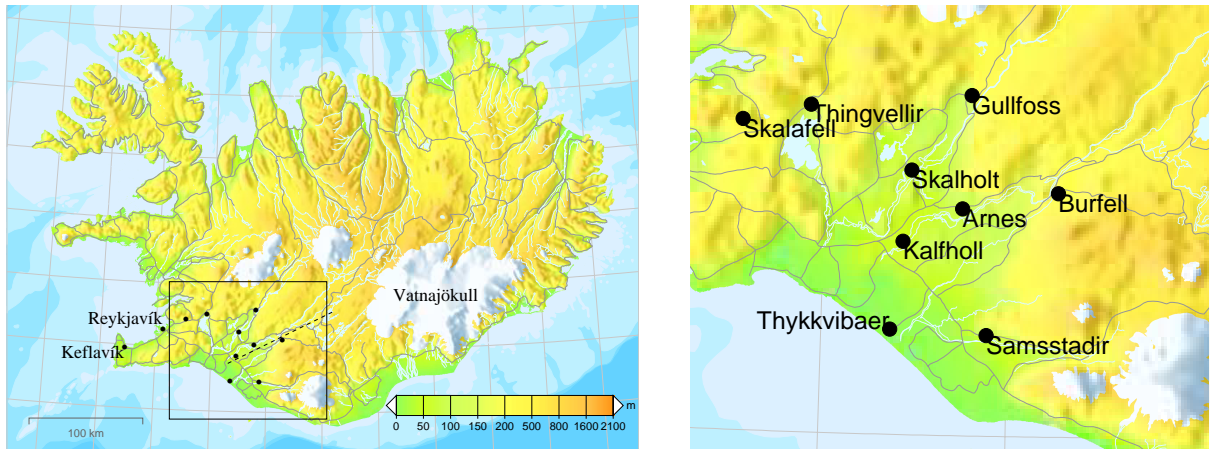 Vatnajökull
Reykjavík
Keflavík
100 km
m
0 50 100 200 500 800 1600 2100
Gullfoss
Thingvellir
Skalafell
Skalholt
Burfell
Arnes
Kalfholl
Thykkvibaer
Samsstadir